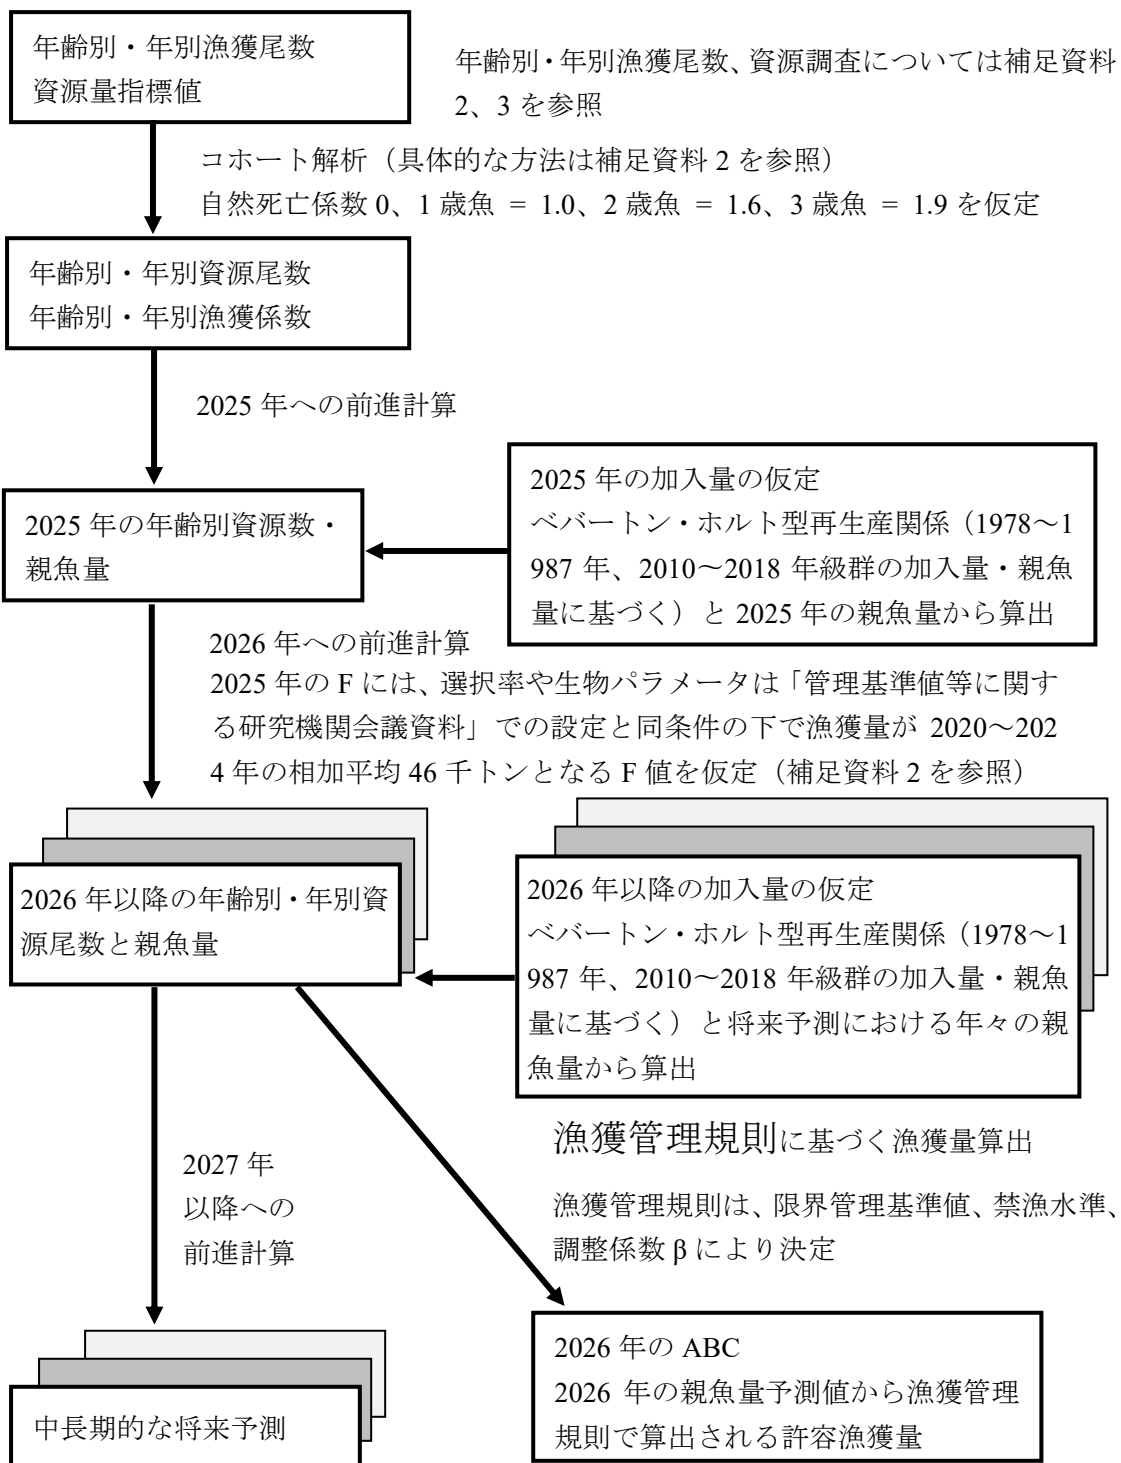 年齢別・年別漁獲尾数
資源量指標値
年齢別・年別漁獲尾数、資源調査については補足資料
2、3 を参照
コホート解析（具体的な方法は補足資料 2 を参照）
自然死亡係数 0、1 歳魚 = 1.0、2 歳魚 = 1.6、3 歳魚 = 1.9 を仮定
年齢別・年別資源尾数
年齢別・年別漁獲係数
2025 年への前進計算
2025 年の年齢別資源数・
親魚量
2025 年の加入量の仮定
ベバートン・ホルト型再生産関係（1978～1
987 年、2010～2018 年級群の加入量・親魚
量に基づく）と 2025 年の親魚量から算出
2026 年への前進計算
2025 年の F には、選択率や生物パラメータは「管理基準値等に関す
る研究機関会議資料」での設定と同条件の下で漁獲量が 2020～202
4 年の相加平均 46 千トンとなる F 値を仮定（補足資料 2 を参照）
2026 年以降の年齢別・年別資
源尾数と親魚量
2026 年以降の加入量の仮定
ベバートン・ホルト型再生産関係（1978～1
987 年、2010～2018 年級群の加入量・親魚
量に基づく）と将来予測における年々の親
魚量から算出
漁獲管理規則に基づく漁獲量算出
漁獲管理規則は、限界管理基準値、禁漁水準、
調整係数 β により決定
2027 年
以降への
前進計算
中長期的な将来予測
2026 年の ABC
2026 年の親魚量予測値から漁獲管理
規則で算出される許容漁獲量